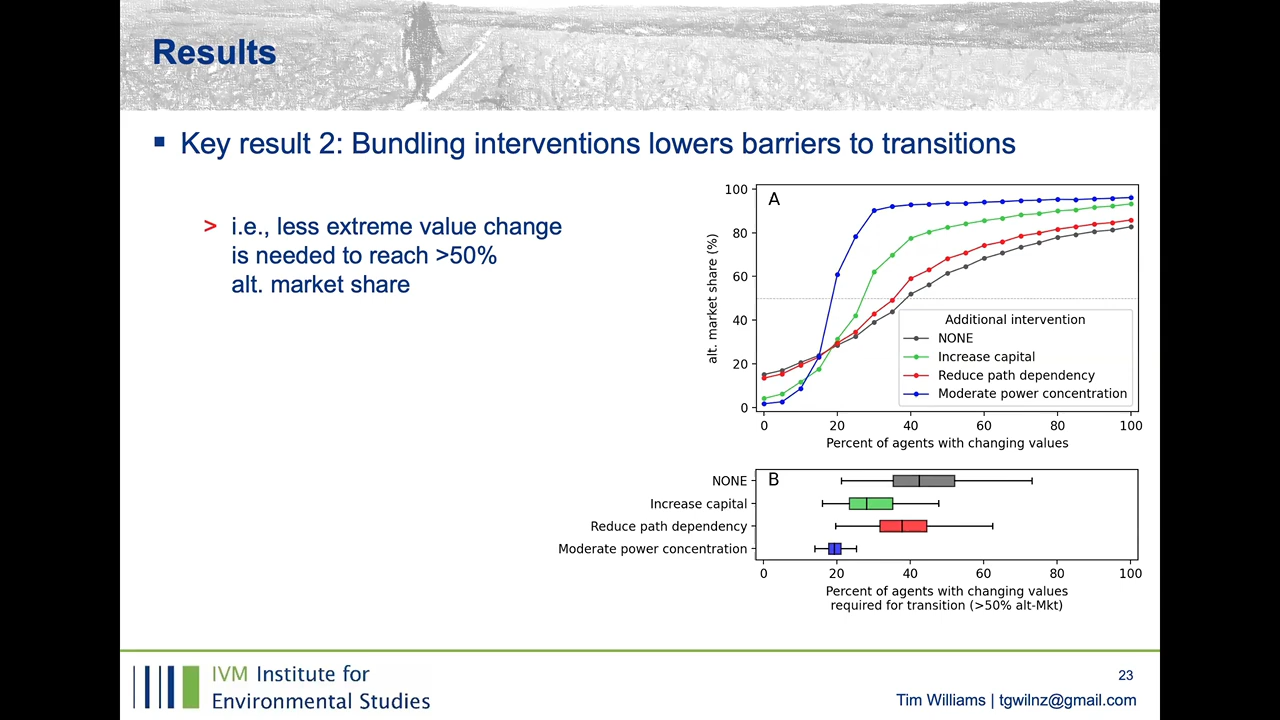 Results
▪ Key result 2: Bundling interventions lowers barriers to transitions
> i.e., less extreme value change
is needed to reach >50%
alt. market share
A
alt. market share (%)
100
80
60
40
20
0
Additional intervention
NONE
Increase capital
Reduce path dependency
Moderate power concentration
0 20 40 60 80 100
Percent of agents with changing values
B
NONE
Increase capital
Reduce path dependency
Moderate power concentration
0 20 40 60 80 100
Percent of agents with changing values
required for transition (>50% alt-Mkt)
IVM Institute for
Environmental Studies
23
Tim Williams | tgwilnz@gmail.com